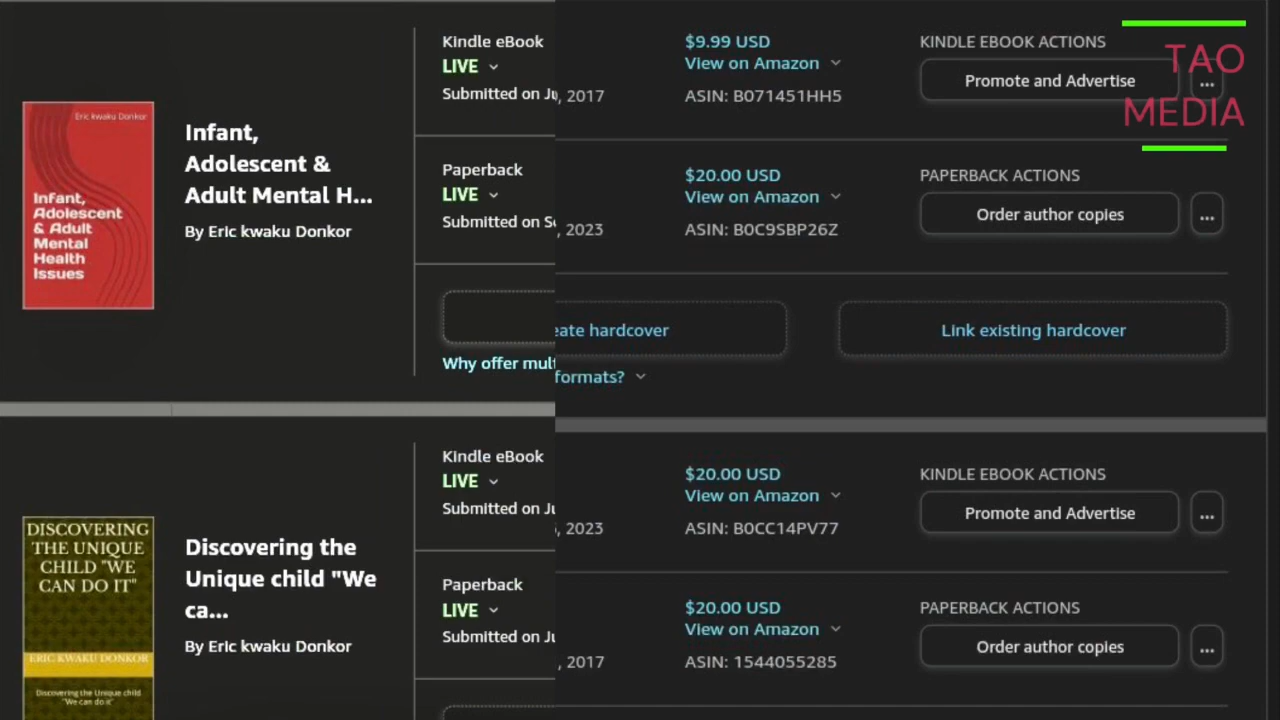 Eric kwaku Donkor
Infant,
Adolescent
& Adult
Mental
Health
Issues
Infant,
Adolescent &
Adult Mental H...
By Eric kwaku Donkor
Kindle eBook
LIVE
Submitted on Ju, 2017
$9.99 USD
View on Amazon
ASIN: B071451HH5
KINDLE EBOOK ACTIONS
Promote and Advertise
...
TAO
MEDIA
Paperback
LIVE
Submitted on Se, 2023
$20.00 USD
View on Amazon
ASIN: B0C9SBP26Z
PAPERBACK ACTIONS
Order author copies
...
eate hardcover
Link existing hardcover
Why offer mult formats?
DISCOVERING
THE UNIQUE
CHILD "WE
CAN DO IT"
ERIC KWAKU DONKOR
Discovering the Unique child
"We can do it"
Discovering the
Unique child "We
ca...
By Eric kwaku Donkor
Kindle eBook
LIVE
Submitted on Ju, 2023
$20.00 USD
View on Amazon
ASIN: B0CC14PV77
KINDLE EBOOK ACTIONS
Promote and Advertise
...
Paperback
LIVE
Submitted on Ju, 2017
$20.00 USD
View on Amazon
ASIN: 1544055285
PAPERBACK ACTIONS
Order author copies
...